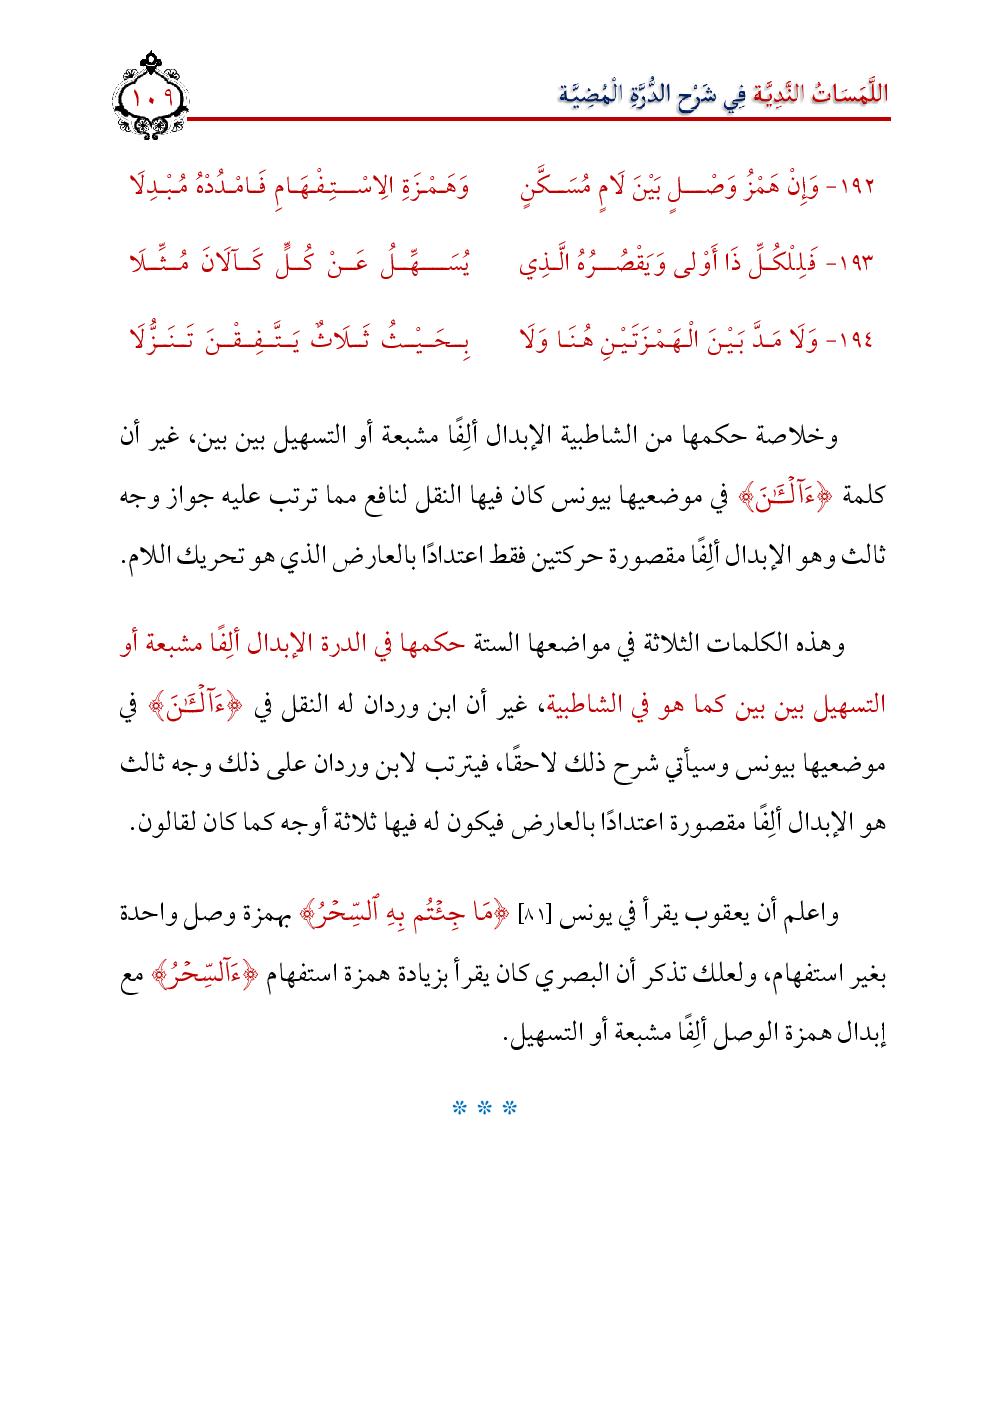 اللَّمَسَاتُ النَّدِيَّة فِي شَرْح الدُّرَّةِ الْمُضِيَّة
١٠٩
١٩٢- وَإِنْ هَمْزُ وَصْلٍ بَيْنَ لَامٍ مُسَكَّنٍ وَهَمْزَةِ الِاسْتِفْهَامِ فَامْدُدْهُ مُبْدِلَا
١٩٣- فَلِلْكُلِّ ذَا أَوْلى وَيَقْصُرُهُ الَّذِي يُسَهِّلُ عَنْ كُلٍّ كَآلَانَ مُثِّلَا
١٩٤- وَلَا مَدَّ بَيْنَ الْهَمْزَتَيْنِ هُنَا وَلَا بِحَيْثُ ثَلَاثٌ يَتَّفِقْنَ تَنَزُّلَا
وخلاصة حكمها من الشاطبية الإبدال ألِفًا مشبعة أو التسهيل بين بين، غير أن
كلمة ﴿ءَآلۡـَٰٔنَ﴾ في موضعيها بيونس كان فيها النقل لنافع مما ترتب عليه جواز وجه
ثالث وهو الإبدال ألِفًا مقصورة حركتين فقط اعتدادًا بالعارض الذي هو تحريك اللام.
وهذه الكلمات الثلاثة في مواضعها الستة حكمها في الدرة الإبدال ألِفًا مشبعة أو
التسهيل بين بين كما هو في الشاطبية، غير أن ابن وردان له النقل في ﴿ءَآلۡـَٰٔنَ﴾ في
موضعيها بيونس وسيأتي شرح ذلك لاحقًا، فيترتب لابن وردان على ذلك وجه ثالث
هو الإبدال ألِفًا مقصورة اعتدادًا بالعارض فيكون له فيها ثلاثة أوجه كما كان لقالون.
واعلم أن يعقوب يقرأ في يونس [٨١] ﴿مَا جِئۡتُم بِهِ ٱلسِّحۡرُ﴾ بهمزة وصل واحدة
بغير استفهام، ولعلك تذكر أن البصري كان يقرأ بزيادة همزة استفهام ﴿ءَآلسِّحۡرُ﴾ مع
إبدال همزة الوصل ألِفًا مشبعة أو التسهيل.
* * *